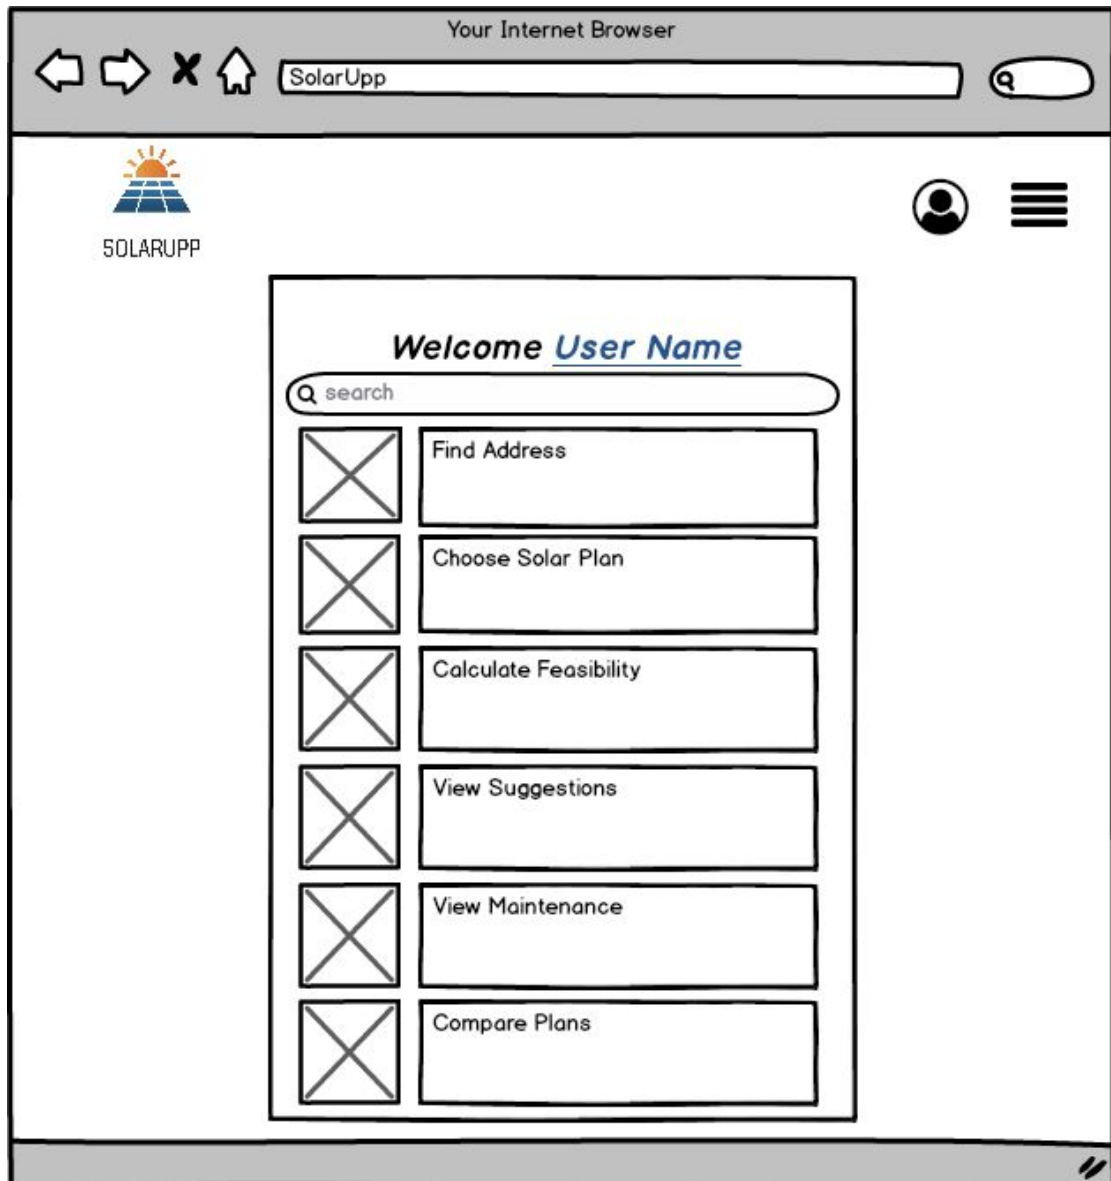 Your Internet Browser
SolarUpp
SOLARUPP
Welcome User Name
search
Find Address
Choose Solar Plan
Calculate Feasibility
View Suggestions
View Maintenance
Compare Plans